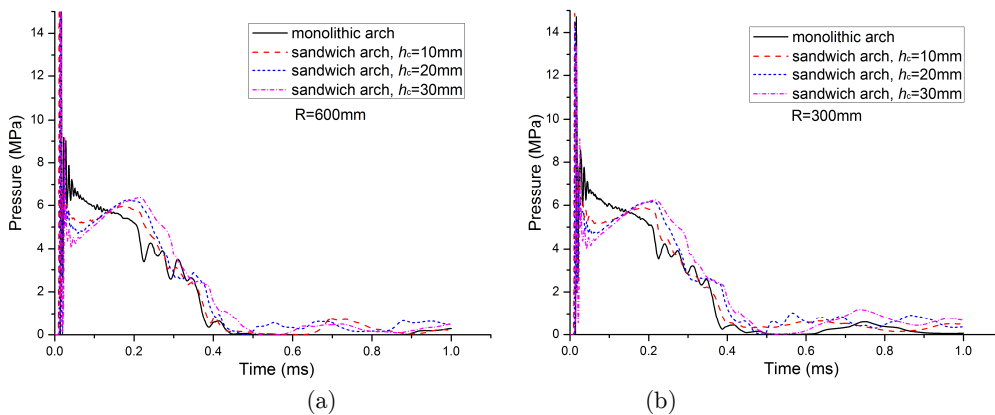 monolithic arch
sandwich arch, hc=10mm
sandwich arch, hc=20mm
sandwich arch, hc=30mm
R=600mm
Pressure (MPa)
14
12
10
8
6
4
2
0
0.0 0.2 0.4 0.6 0.8 1.0
Time (ms)
(a)
monolithic arch
sandwich arch, hc=10mm
sandwich arch, hc=20mm
sandwich arch, hc=30mm
R=300mm
Pressure (MPa)
14
12
10
8
6
4
2
0
0.0 0.2 0.4 0.6 0.8 1.0
Time (ms)
(b)